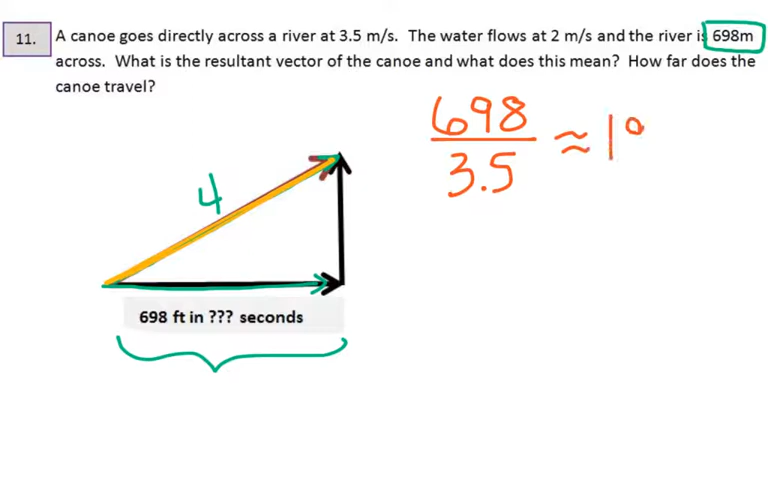 11.
A canoe goes directly across a river at 3.5 m/s. The water flows at 2 m/s and the river is 698m
across. What is the resultant vector of the canoe and what does this mean? How far does the
canoe travel?
698
3.5
≈ 1
4
698 ft in ??? seconds